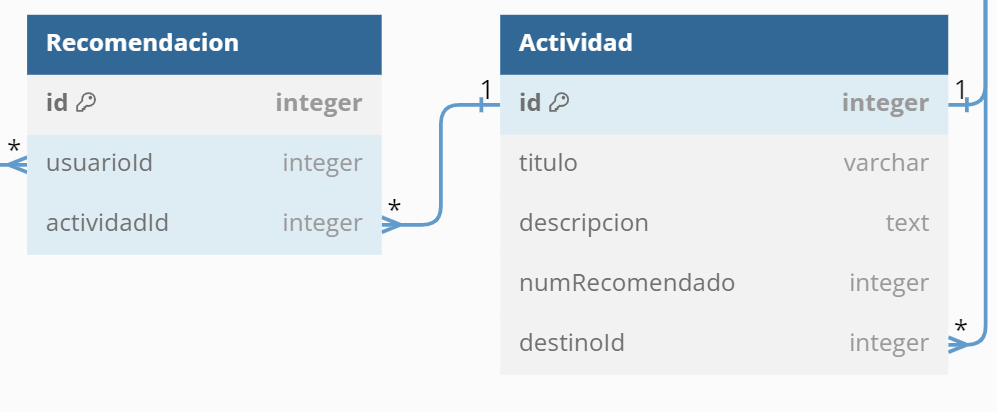 Recomendacion
id integer
* usuarioId integer
actividadId integer *
Actividad
1 id integer 1
titulo varchar
descripcion text
numRecomendado integer
destinoId integer *